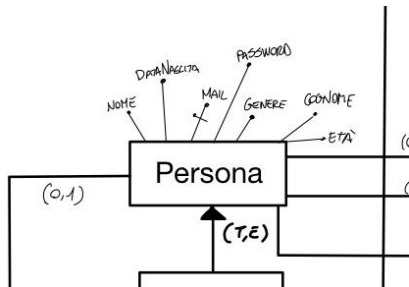 PASSWORD
DATANASCITA
MAIL
NOME
GENERE
COGNOME
ETÀ
Persona
(0,1)
(T,E)